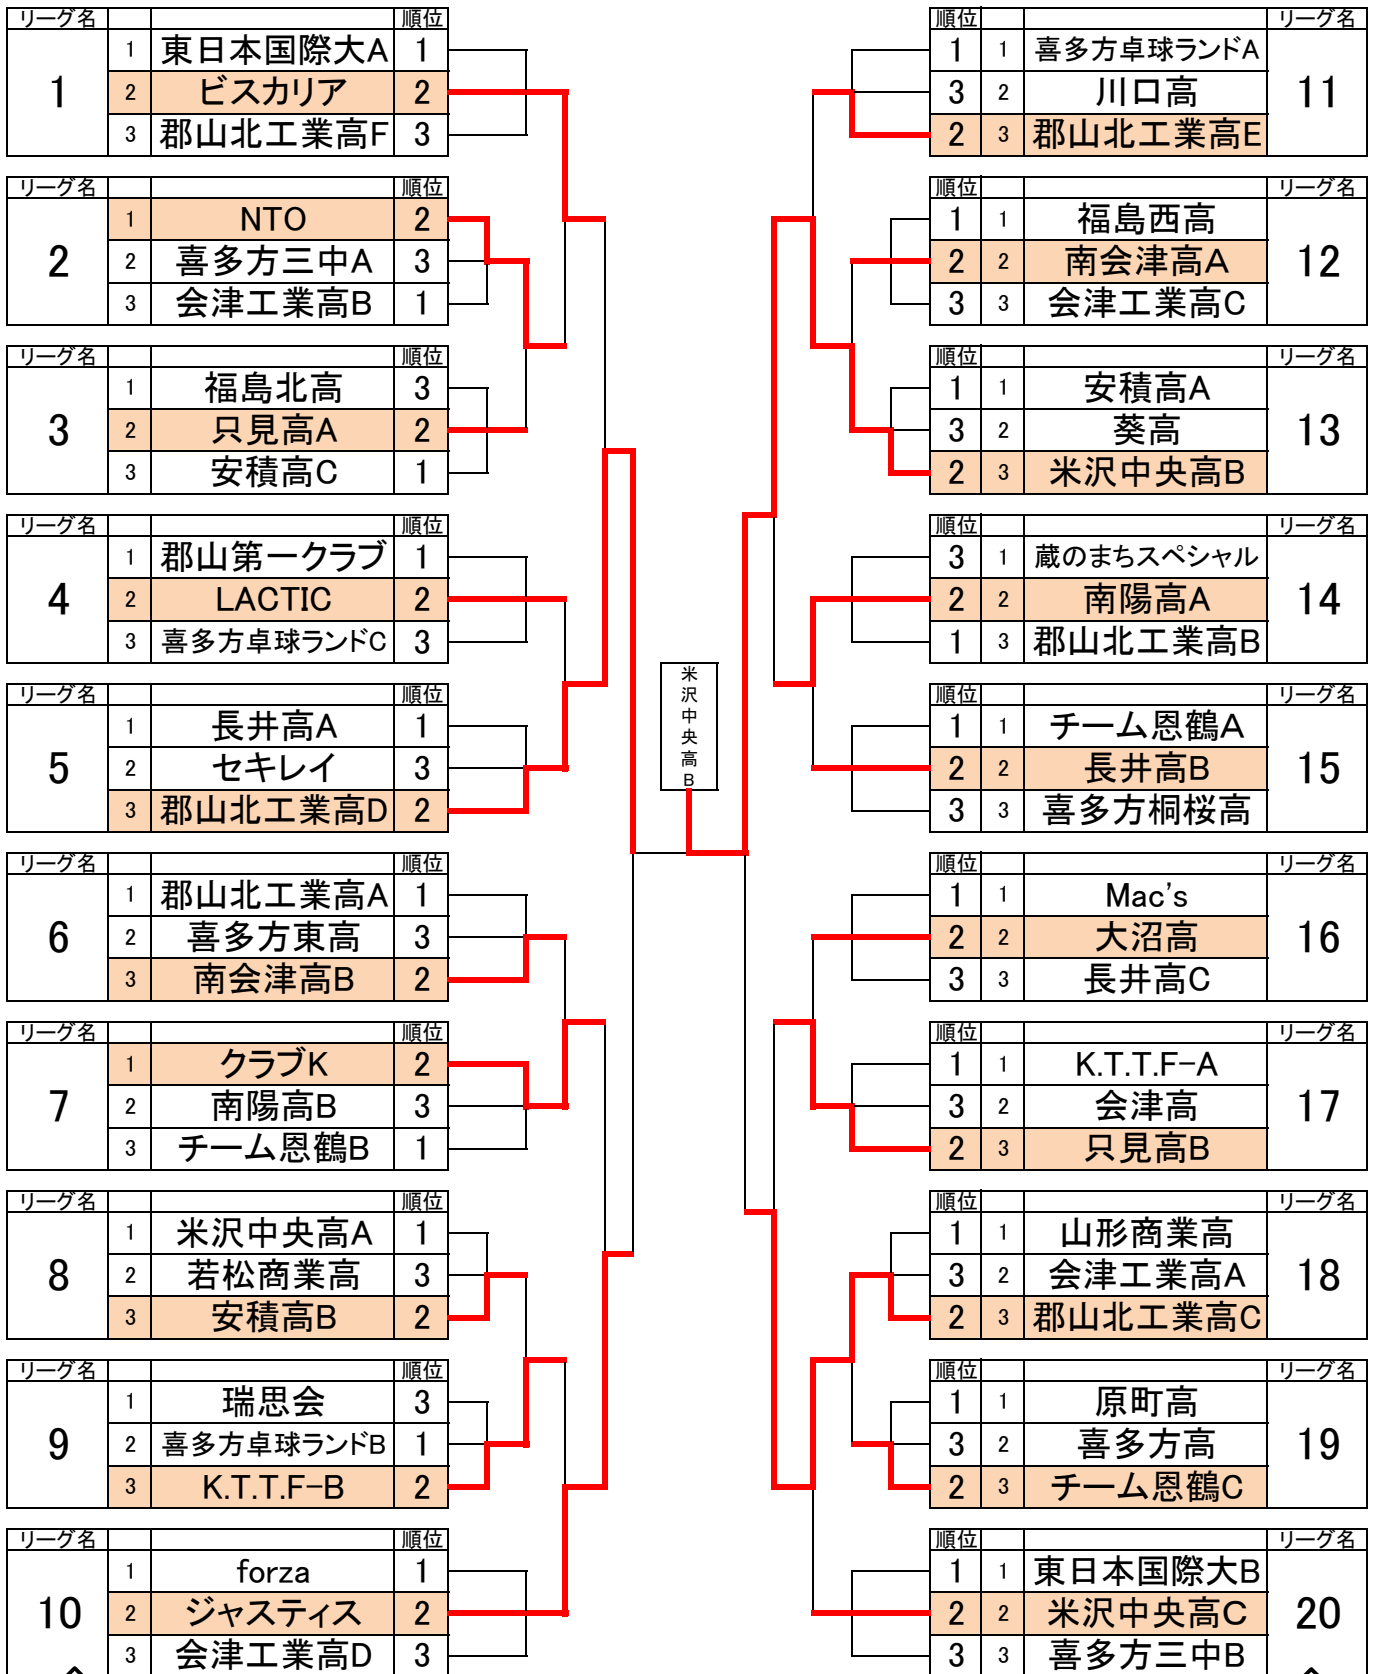 リーグ名 順位
1 1 東日本国際大A 1
2 ビスカリア 2
3 郡山北工業高F 3
リーグ名 順位
2 1 NTO 2
2 喜多方三中A 3
3 会津工業高B 1
リーグ名 順位
3 1 福島北高 3
2 只見高A 2
3 安積高C 1
リーグ名 順位
4 1 郡山第一クラブ 1
2 LACTIC 2
3 喜多方卓球ランドC 3
リーグ名 順位
5 1 長井高A 1
2 セキレイ 3
3 郡山北工業高D 2
リーグ名 順位
6 1 郡山北工業高A 1
2 喜多方東高 3
3 南会津高B 2
リーグ名 順位
7 1 クラブK 2
2 南陽高B 3
3 チーム恩鶴B 1
リーグ名 順位
8 1 米沢中央高A 1
2 若松商業高 3
3 安積高B 2
リーグ名 順位
9 1 瑞思会 3
2 喜多方卓球ランドB 1
3 K.T.T.F-B 2
リーグ名 順位
10 1 forza 1
2 ジャスティス 2
3 会津工業高D 3
米沢中央高B
順位 リーグ名
1 1 喜多方卓球ランドA 11
3 2 川口高
2 3 郡山北工業高E
順位 リーグ名
1 1 福島西高 12
2 2 南会津高A
3 3 会津工業高C
順位 リーグ名
1 1 安積高A 13
3 2 葵高
2 3 米沢中央高B
順位 リーグ名
3 1 蔵のまちスペシャル 14
2 2 南陽高A
1 3 郡山北工業高B
順位 リーグ名
1 1 チーム恩鶴A 15
2 2 長井高B
3 3 喜多方桐桜高
順位 リーグ名
1 1 Mac's 16
2 2 大沼高
3 3 長井高C
順位 リーグ名
1 1 K.T.T.F-A 17
3 2 会津高
2 3 只見高B
順位 リーグ名
1 1 山形商業高 18
3 2 会津工業高A
2 3 郡山北工業高C
順位 リーグ名
1 1 原町高 19
3 2 喜多方高
2 3 チーム恩鶴C
順位 リーグ名
1 1 東日本国際大B 20
2 2 米沢中央高C
3 3 喜多方三中B